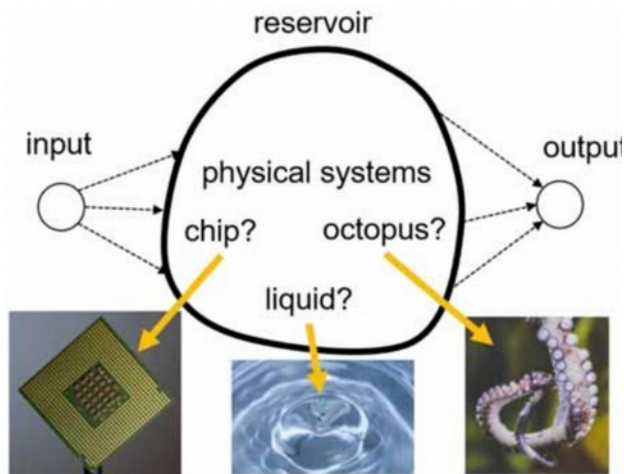 reservoir
input
output
physical systems
chip?
octopus?
liquid?